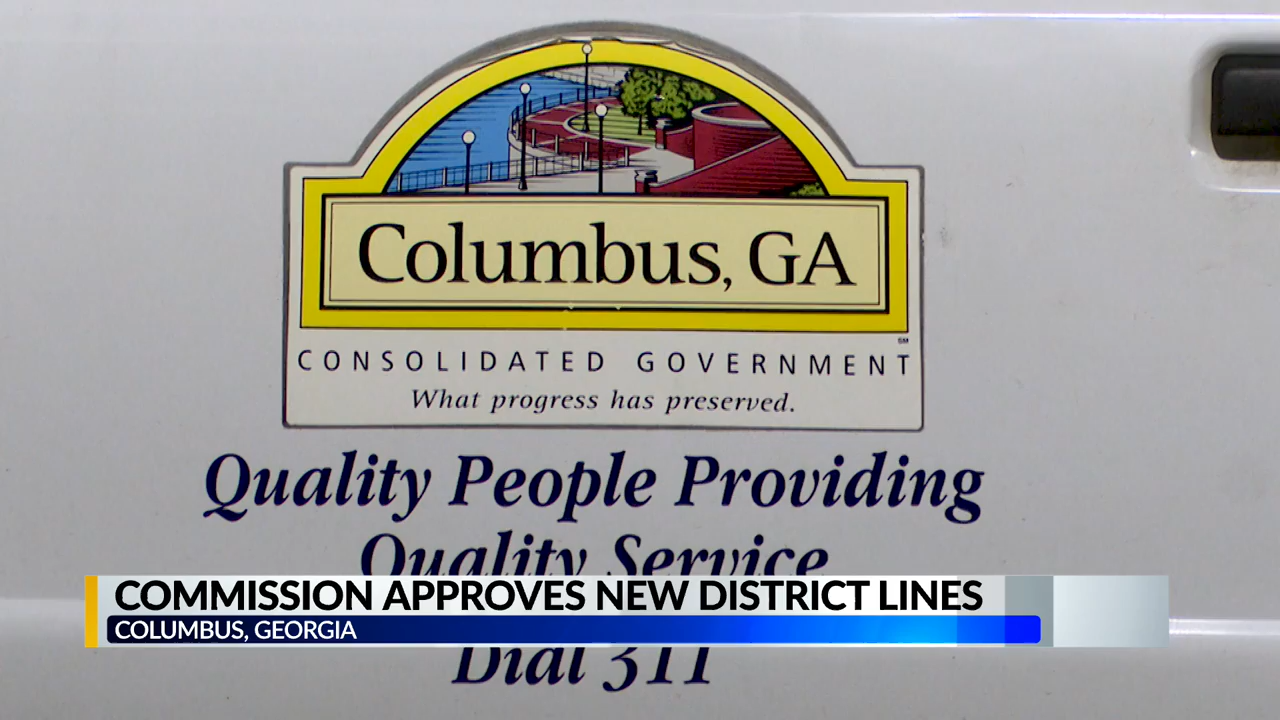 Columbus, GA
SM
CONSOLIDATED GOVERNMENT
What progress has preserved.
Quality People Providing
Quality Service
COMMISSION APPROVES NEW DISTRICT LINES
COLUMBUS, GEORGIA
Dial 311